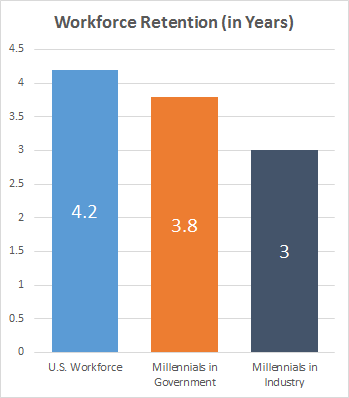 Workforce Retention (in Years)
4.5
4
3.5
3
2.5
2
1.5
1
0.5
0
4.2
3.8
3
U.S. Workforce
Millennials in
Government
Millennials in
Industry